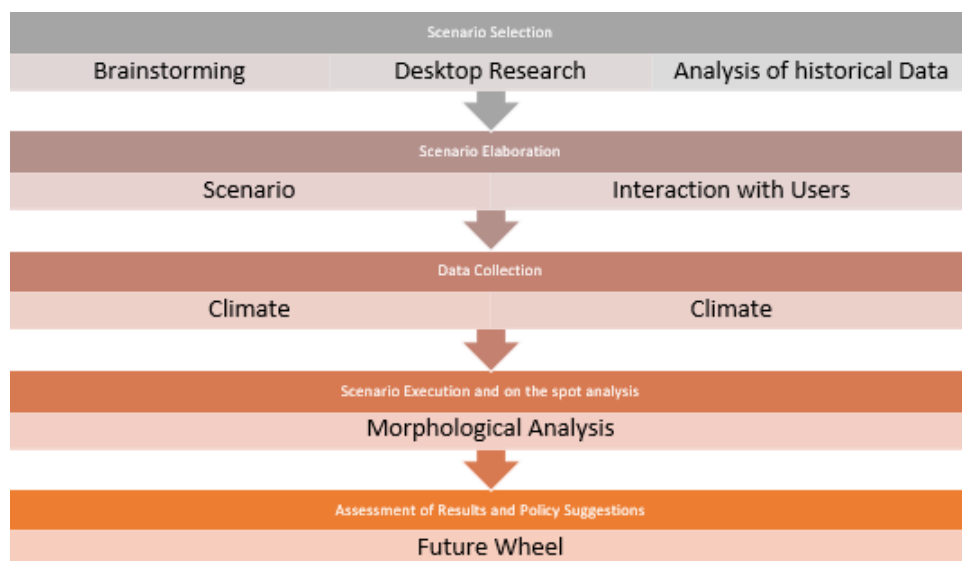 Scenario Selection
Brainstorming Desktop Research Analysis of historical Data
Scenario Elaboration
Scenario Interaction with Users
Data Collection
Climate Climate
Scenario Execution and on the spot analysis
Morphological Analysis
Assessment of Results and Policy Suggestions
Future Wheel